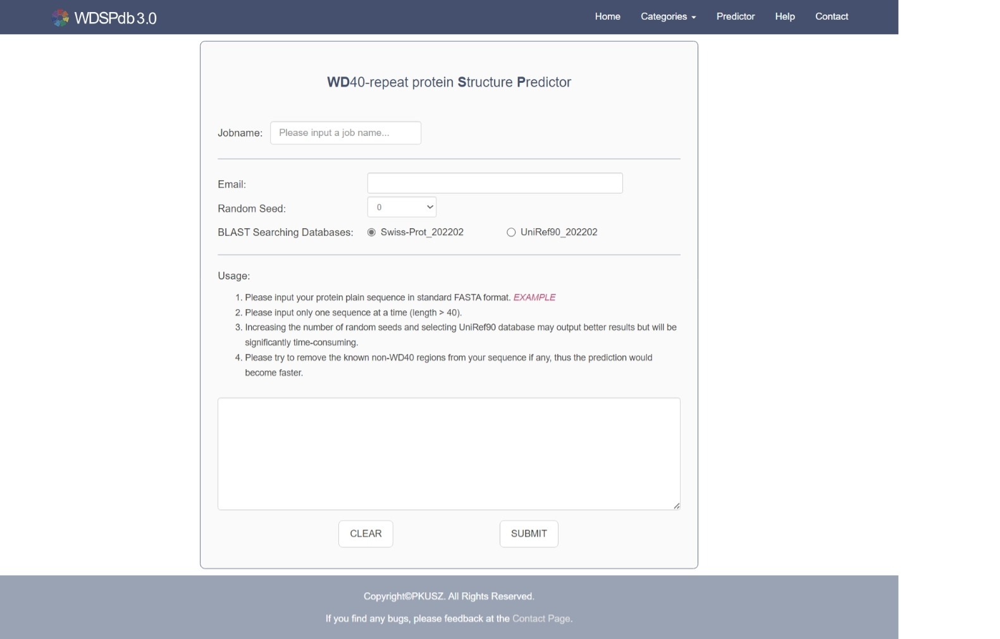 WDSPdb 3.0
Home Categories Predictor Help Contact
WD40-repeat protein Structure Predictor
Jobname: Please input a job name...
Email:
Random Seed: 0
BLAST Searching Databases: Swiss-Prot_202202 UniRef90_202202
Usage:
1. Please input your protein plain sequence in standard FASTA format. EXAMPLE
2. Please input only one sequence at a time (length > 40).
3. Increasing the number of random seeds and selecting UniRef90 database may output better results but will be
significantly time-consuming.
4. Please try to remove the known non-WD40 regions from your sequence if any, thus the prediction would
become faster.
CLEAR SUBMIT
Copyright©PKUSZ. All Rights Reserved.
If you find any bugs, please feedback at the Contact Page.